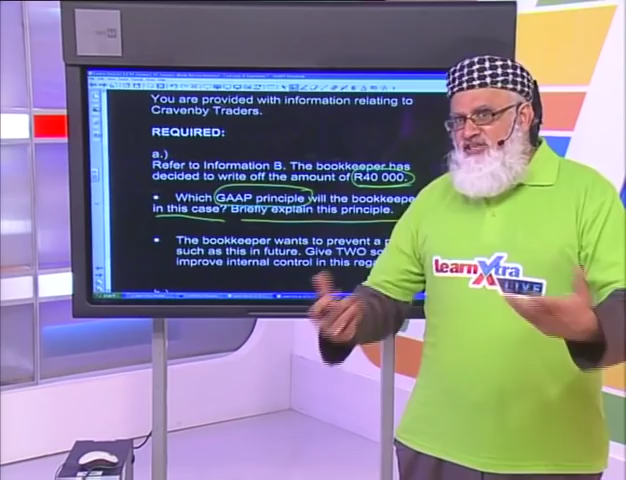 You are provided with information relating to
Cravenby Traders.
REQUIRED:
a.)
Refer to Information B. The bookkeeper has
decided to write off the amount of R40 000.
• Which GAAP principle will the bookkeeper
in this case? Briefly explain this principle.
• The bookkeeper wants to prevent a
such as this in future. Give TWO
improve internal control in this
learn Xtra
LIVE